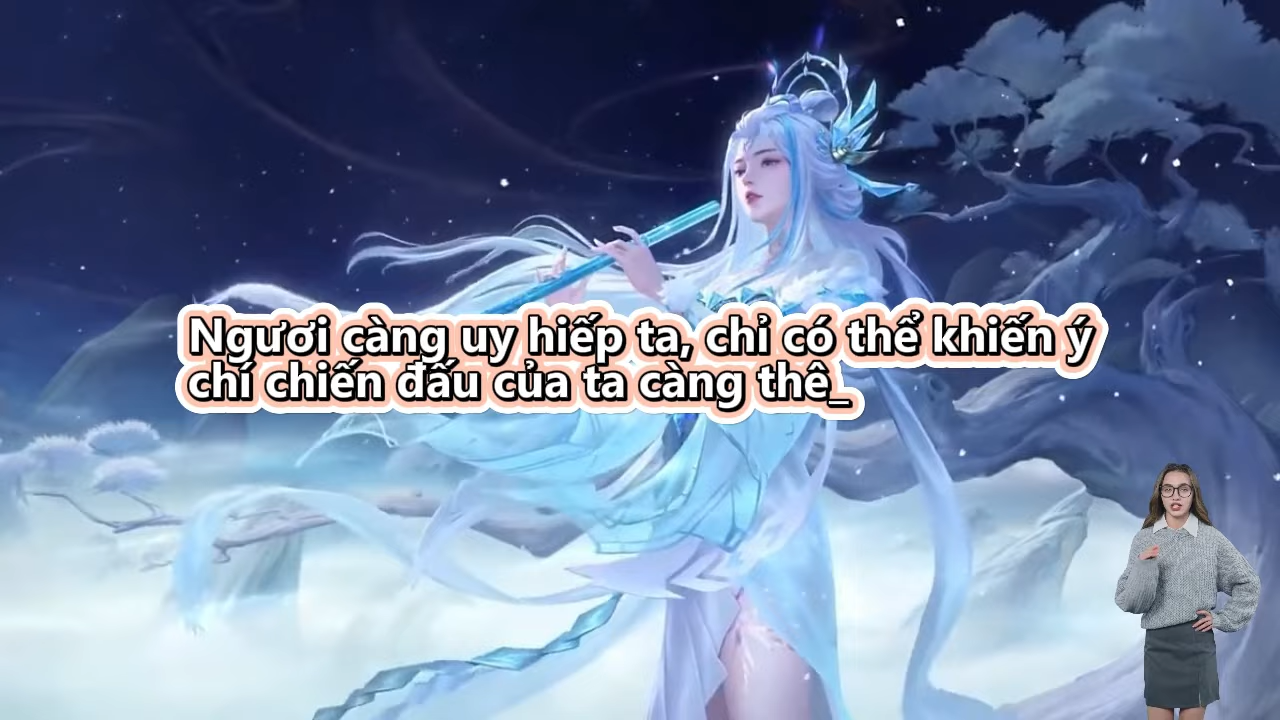 Ngươi càng uy hiếp ta, chỉ có thể khiến ý
chí chiến đấu của ta càng thê_